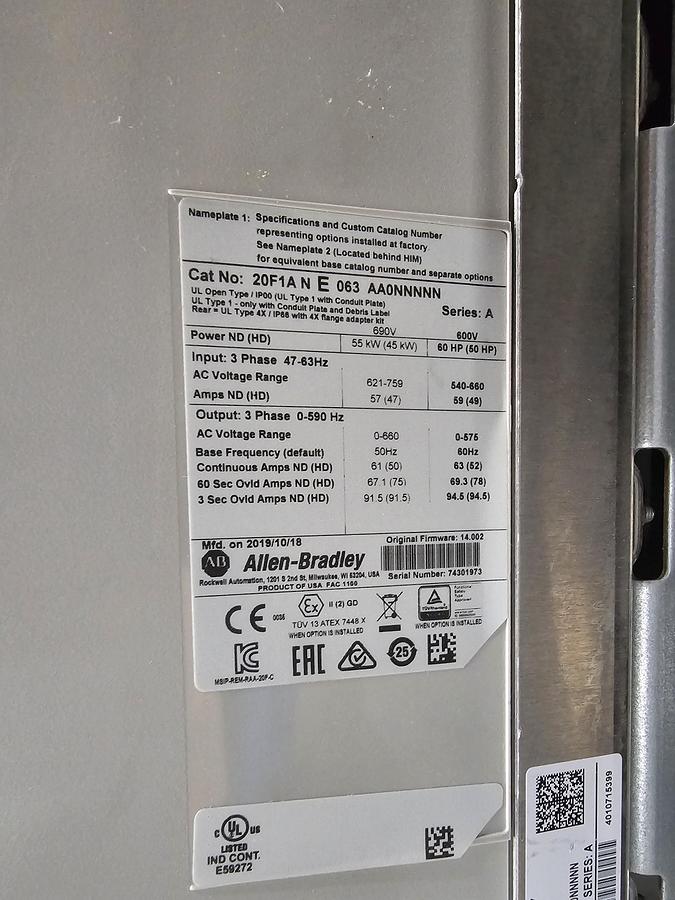 Nameplate 1: Specifications and Custom Catalog Number
representing options installed at factory.
See Nameplate 2 (Located behind HIM)
for equivalent base catalog number and separate options
Cat No: 20F1A N E 063 AA0NNNNN
UL Open Type / IP00 (UL Type 1 with Conduit Plate)
UL Type 1 - only with Conduit Plate and Debris Label
Rear = UL Type 4X / IP66 with 4X flange adapter kit
Series: A
690V 600V
Power ND (HD) 55 kW (45 kW) 60 HP (50 HP)
Input: 3 Phase 47-63Hz
AC Voltage Range 621-759 540-660
Amps ND (HD) 57 (47) 59 (49)
Output: 3 Phase 0-590 Hz
AC Voltage Range 0-660 0-575
Base Frequency (default) 50Hz 60Hz
Continuous Amps ND (HD) 61 (50) 63 (52)
60 Sec Ovld Amps ND (HD) 67.1 (75) 69.3 (78)
3 Sec Ovld Amps ND (HD) 91.5 (91.5) 94.5 (94.5)
Mfd. on 2019/10/18 Original Firmware: 14.002
AB Allen-Bradley
Rockwell Automation, 1201 S 2nd St, Milwaukee, WI 53204, USA
Serial Number: 74301973
PRODUCT OF USA FAC 1160
CE 0035 Ex II (2) GD
TÜV 13 ATEX 7448 X
WHEN OPTION IS INSTALLED
WHEN OPTION IS INSTALLED
KC EAC 25
MSIP-REM-RAA-20F-C
C UL US
LISTED
IND CONT.
E59272
4010715399
NNNNN
SERIES: A